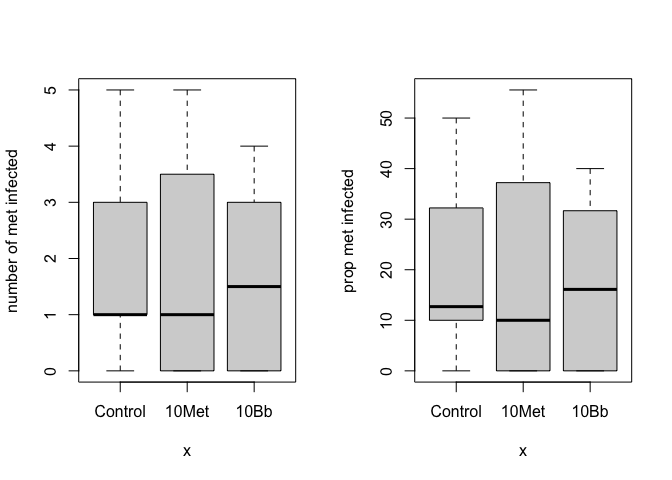 number of met infected
5
4
3
2
1
0
Control 10Met 10Bb
x
prop met infected
50
40
30
20
10
0
Control 10Met 10Bb
x